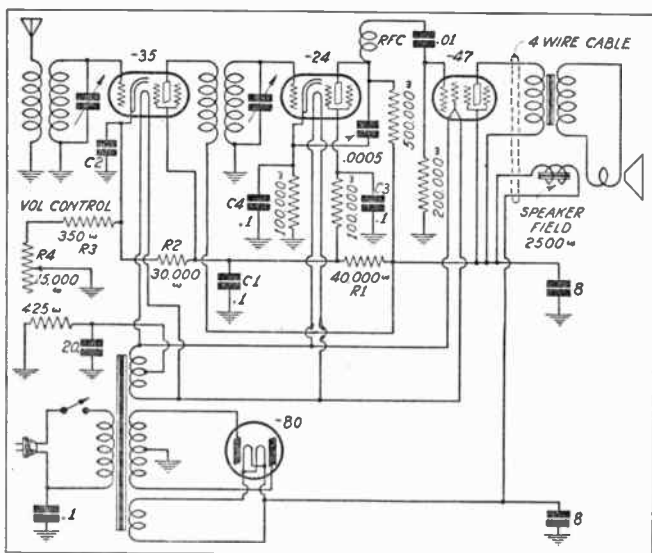 -35
-24
RFC
.01
-47
4 WIRE CABLE
C2
.0005
500,000 ω
200,000 ω
C4
.1
100,000 ω
100,000 ω
C3
.1
VOL CONTROL
350 ω
R3
R4
15,000
ω
R2
30,000
ω
C1
.1
40,000 ω
R1
SPEAKER
FIELD
2500 ω
8
425 ω
20
-80
.1
8